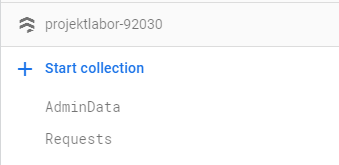 projektlabor-92030
Start collection
AdminData
Requests